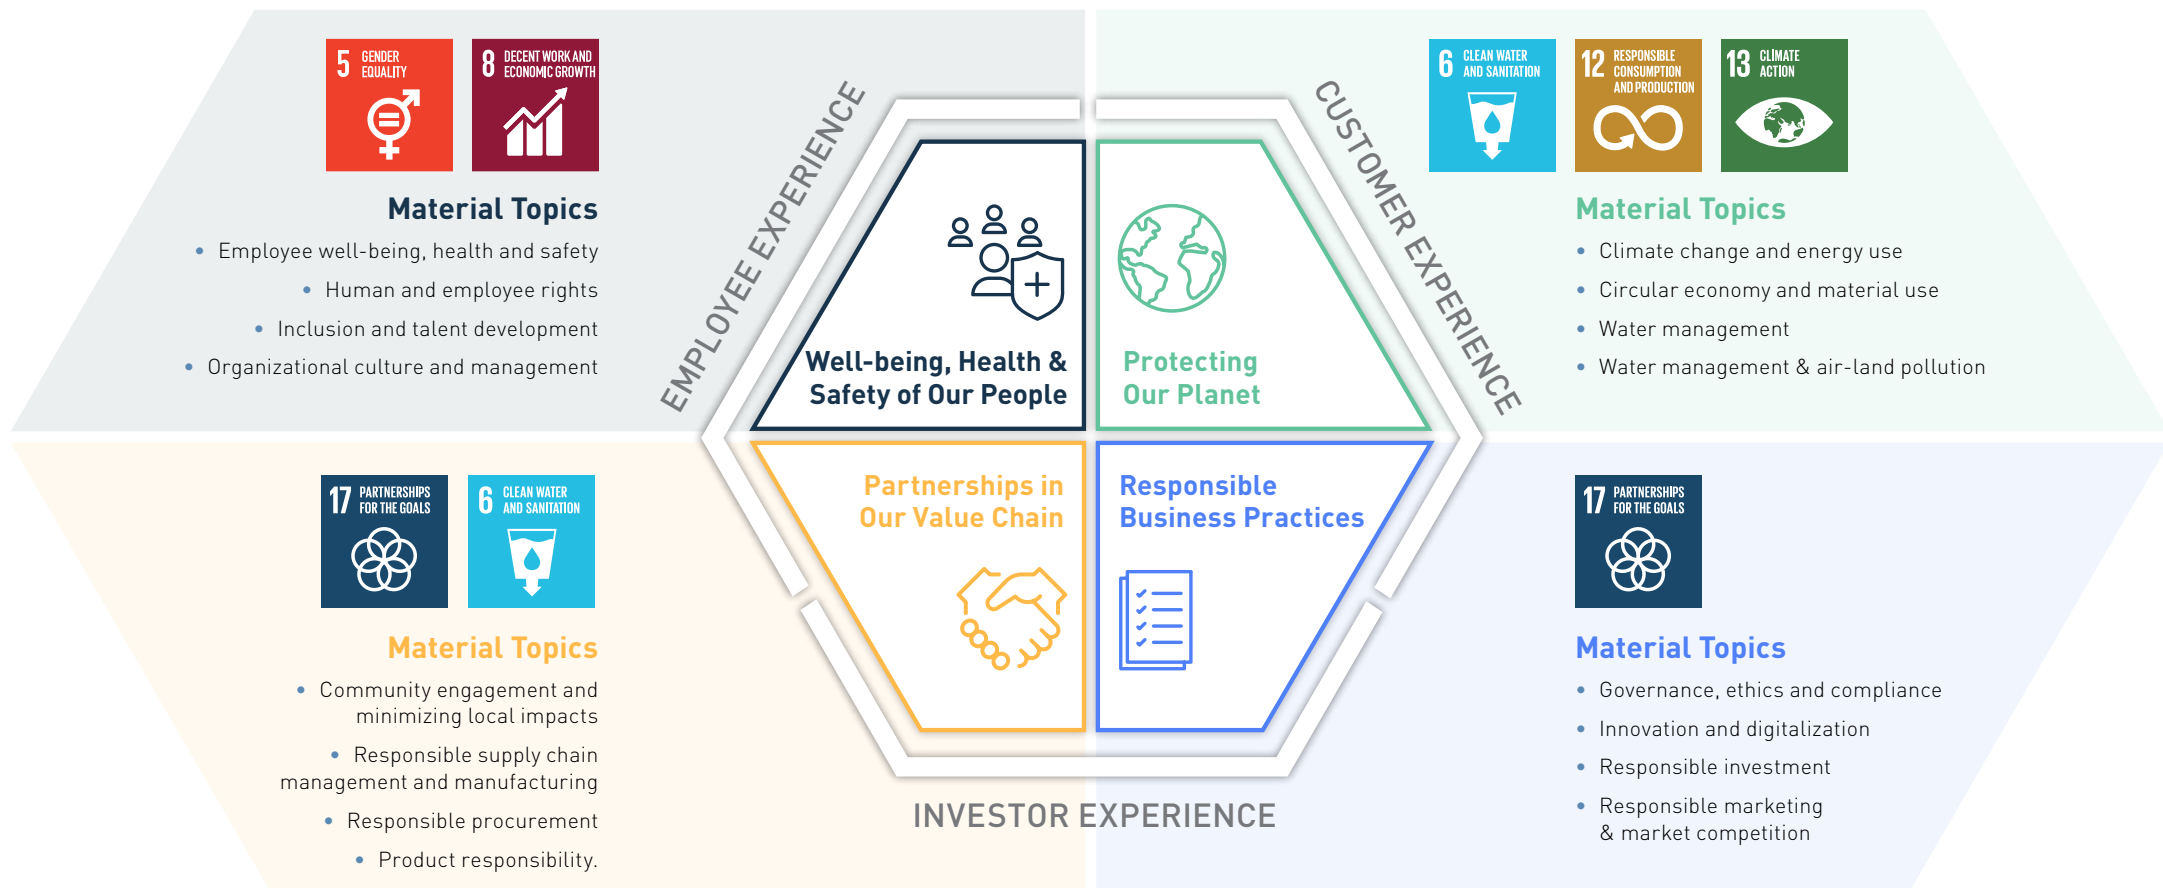 5 GENDER
EQUALITY
8 DECENT WORK AND
ECONOMIC GROWTH
Material Topics
• Employee well-being, health and safety
• Human and employee rights
• Inclusion and talent development
• Organizational culture and management
EMPLOYEE EXPERIENCE
Well-being, Health &
Safety of Our People
Protecting
Our Planet
CUSTOMER EXPERIENCE
6 CLEAN WATER
AND SANITATION
12 RESPONSIBLE
CONSUMPTION
AND PRODUCTION
13 CLIMATE
ACTION
Material Topics
• Climate change and energy use
• Circular economy and material use
• Water management
• Water management & air-land pollution
17 PARTNERSHIPS
FOR THE GOALS
6 CLEAN WATER
AND SANITATION
Material Topics
• Community engagement and
minimizing local impacts
• Responsible supply chain
management and manufacturing
• Responsible procurement
• Product responsibility.
Partnerships in
Our Value Chain
Responsible
Business Practices
INVESTOR EXPERIENCE
17 PARTNERSHIPS
FOR THE GOALS
Material Topics
• Governance, ethics and compliance
• Innovation and digitalization
• Responsible investment
• Responsible marketing
& market competition